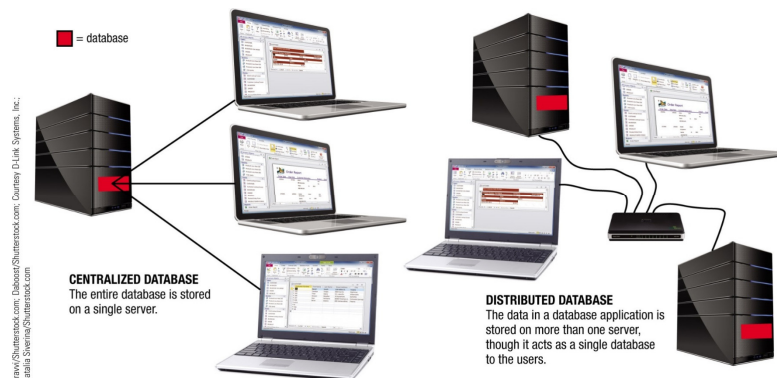 = database
CENTRALIZED DATABASE
The entire database is stored
on a single server.
DISTRIBUTED DATABASE
The data in a database application is
stored on more than one server,
though it acts as a single database
to the users.
ravvi/Shutterstock.com; Daboost/Shutterstock.com; Courtesy D-Link Systems, Inc.;
atalia Siverina/Shutterstock.com